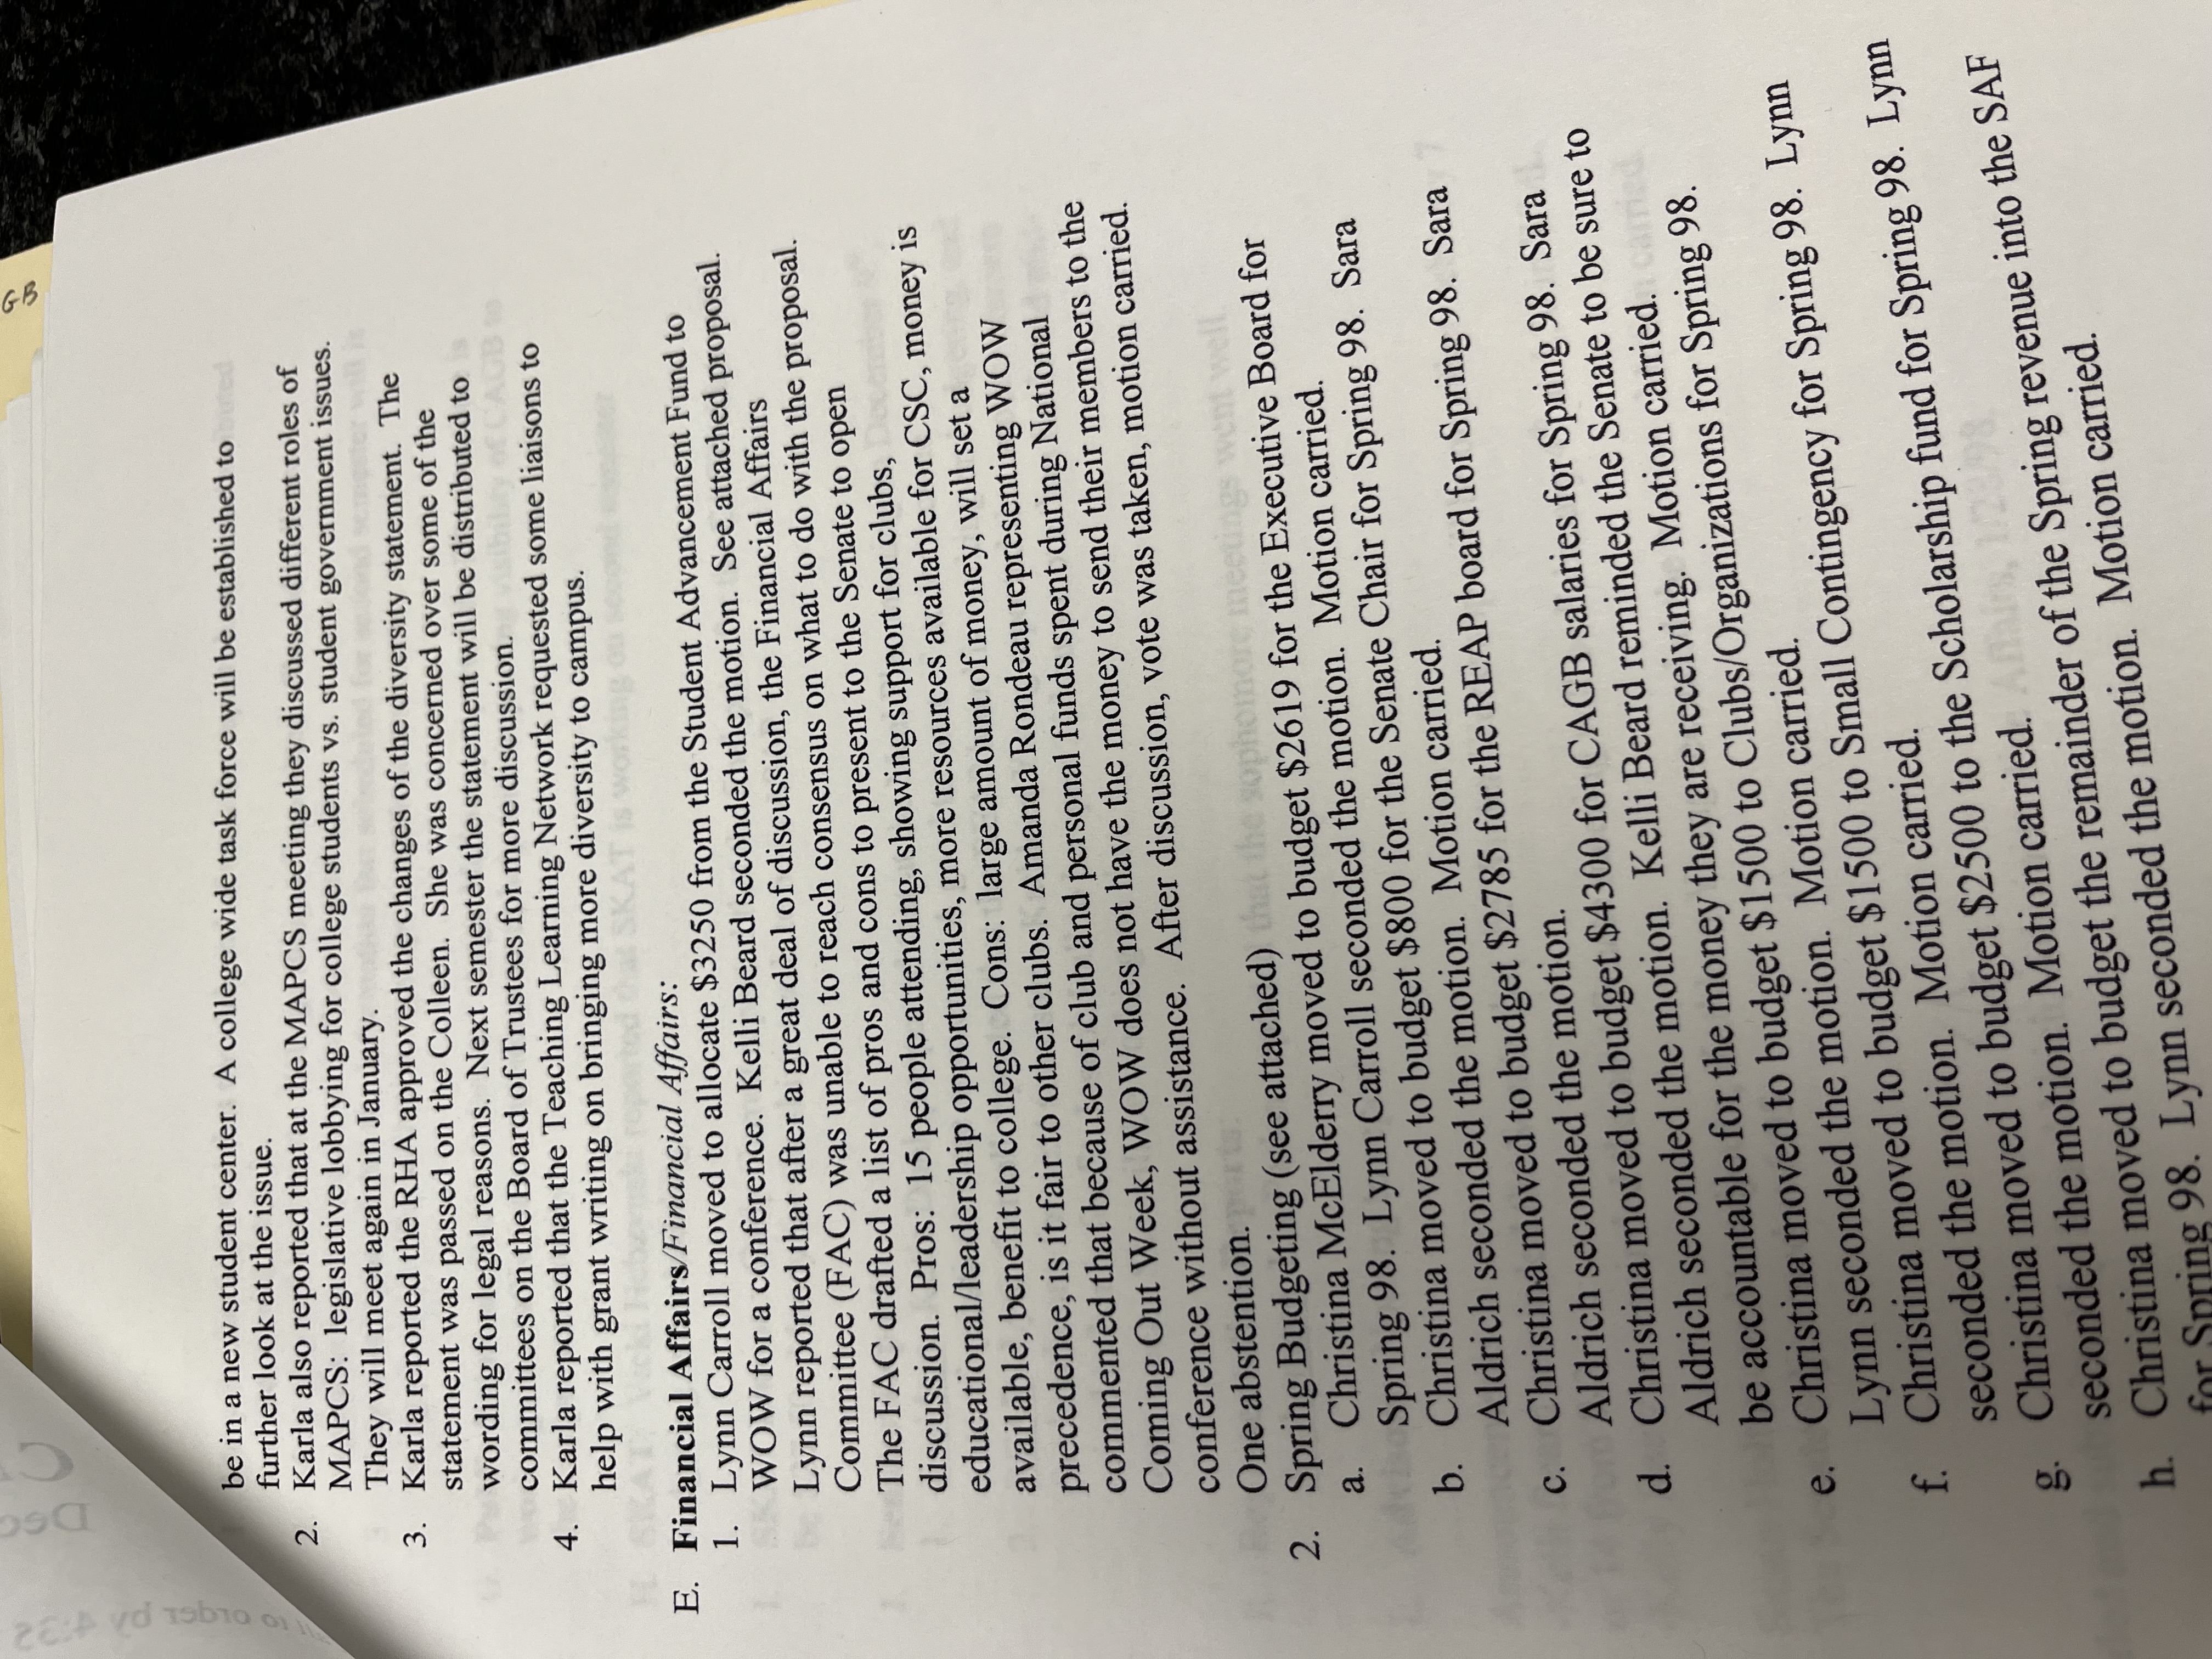 GB
be in a new student center.  A college wide task force will be established to
further look at the issue.
2. Karla also reported that at the MAPCS meeting they discussed different roles of
MAPCS:  legislative lobbying for college students vs. student government issues.
They will meet again in January.
3. Karla reported the RHA approved the changes of the diversity statement.  The
statement was passed on the Colleen.  She was concerned over some of the
wording for legal reasons.  Next semester the statement will be distributed to
committees on the Board of Trustees for more discussion.
4. Karla reported that the Teaching Learning Network requested some liaisons to
help with grant writing on bringing more diversity to campus.
E. Financial Affairs/Financial Affairs:
1. Lynn Carroll moved to allocate $3250 from the Student Advancement Fund to
WOW for a conference.  Kelli Beard seconded the motion.  See attached proposal.
Lynn reported that after a great deal of discussion, the Financial Affairs
Committee (FAC) was unable to reach consensus on what to do with the proposal.
The FAC drafted a list of pros and cons to present to the Senate to open
discussion.  Pros:  15 people attending, showing support for clubs,
educational/leadership opportunities, more resources available for CSC, money is
available, benefit to college.  Cons:  large amount of money, will set a
precedence, is it fair to other clubs.  Amanda Rondeau representing WOW
commented that because of club and personal funds spent during National
Coming Out Week, WOW does not have the money to send their members to the
conference without assistance.  After discussion, vote was taken, motion carried.
One abstention.
2. Spring Budgeting (see attached)
a. Christina McElderry moved to budget $2619 for the Executive Board for
Spring 98.  Lynn Carroll seconded the motion.  Motion carried.
b. Christina moved to budget $800 for the Senate Chair for Spring 98.  Sara
Aldrich seconded the motion.  Motion carried.
c. Christina moved to budget $2785 for the REAP board for Spring 98.  Sara
Aldrich seconded the motion.
d. Christina moved to budget $4300 for CAGB salaries for Spring 98.  Sara
Aldrich seconded the motion.  Kelli Beard reminded the Senate to be sure to
be accountable for the money they are receiving.  Motion carried.
e. Christina moved to budget $1500 to Clubs/Organizations for Spring 98.
Lynn seconded the motion.  Motion carried.
f. Christina moved to budget $1500 to Small Contingency for Spring 98.  Lynn
seconded the motion.  Motion carried.
g. Christina moved to budget $2500 to the Scholarship fund for Spring 98.  Lynn
seconded the motion.  Motion carried.
h. Christina moved to budget the remainder of the Spring revenue into the SAF
for Spring 98.  Lynn seconded the motion.  Motion carried.